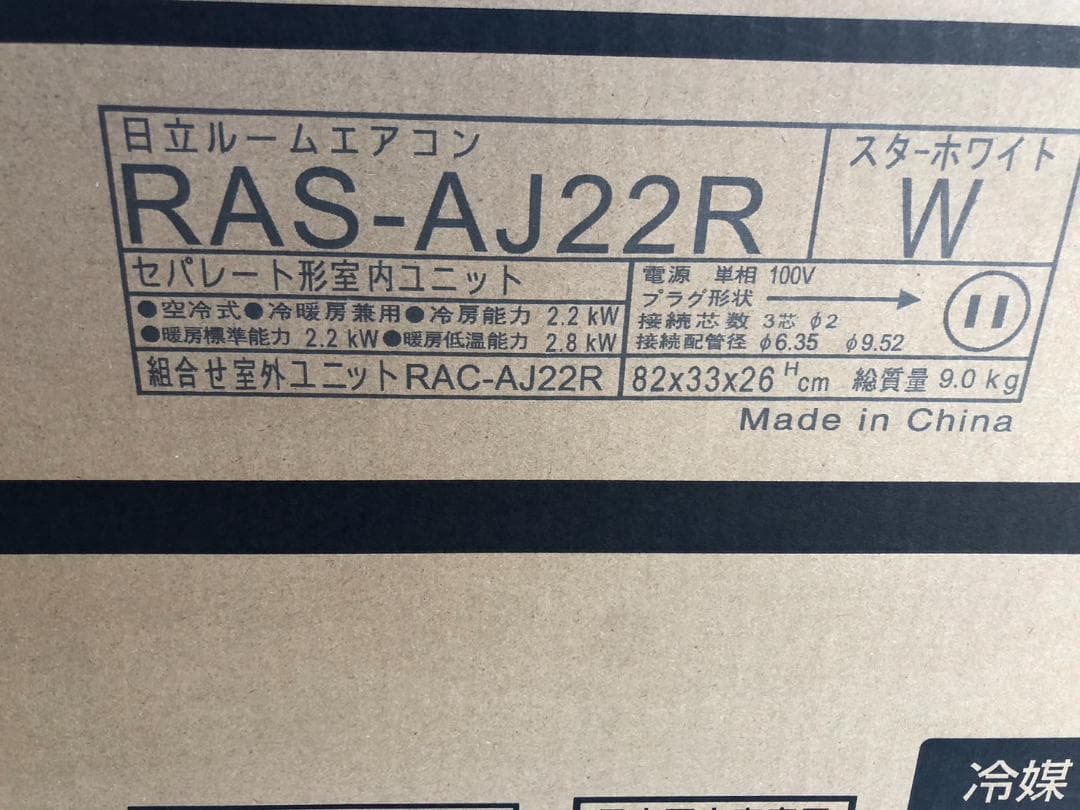 日立ルームエアコン
スターホワイト
RAS-AJ22R
W
セパレート形室内ユニット
●空冷式●冷暖房兼用●冷房能力 2.2 kW
●暖房標準能力 2.2 kW●暖房低温能力 2.8 kW
電源 単相 100V
プラグ形状
接続芯数 3芯 φ2
接続配管径 φ6.35 φ9.52
組合せ室外ユニットRAC-AJ22R
82x33x26 H cm 総質量 9.0 kg
Made in China
冷媒